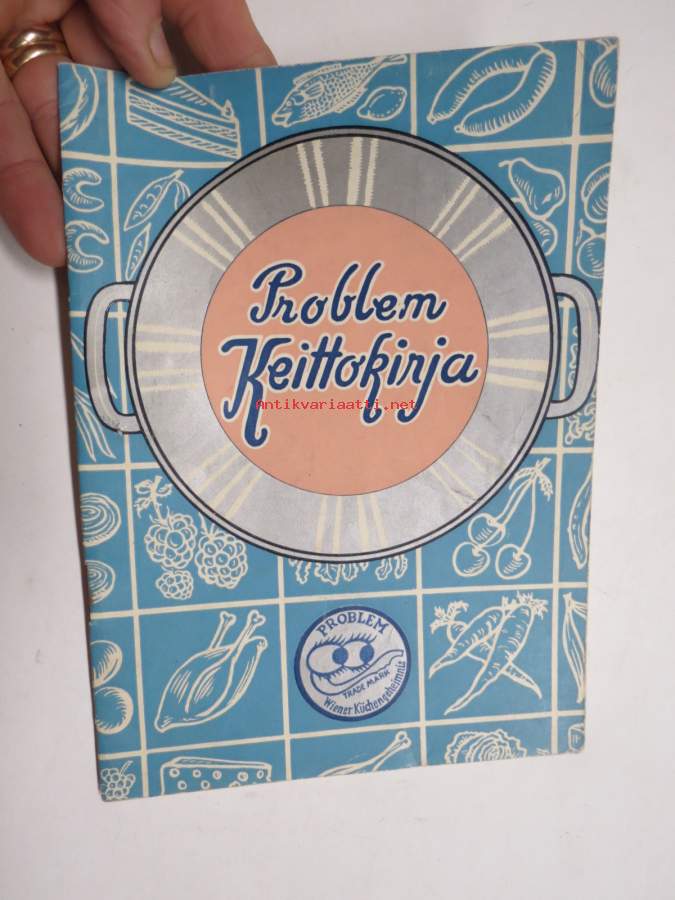 Problem
Keittokirja
Antikvariaatti.net
PROBLEM
TRADE MARK
Wiener Küchengeheimnis